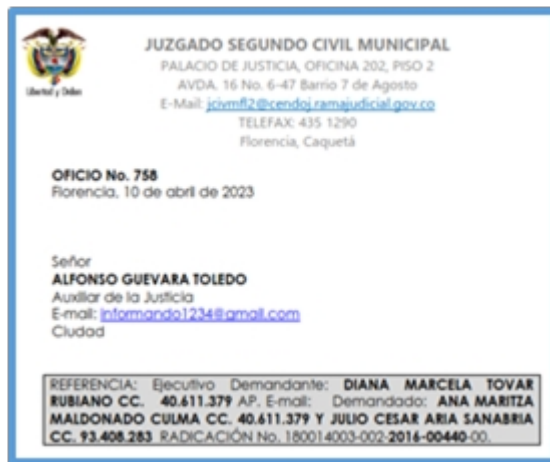 Libertad y Orden
JUZGADO SEGUNDO CIVIL MUNICIPAL
PALACIO DE JUSTICIA, OFICINA 202, PISO 2
AVDA. 16 No. 6-47 Barrio 7 de Agosto
E-Mail: jcivmfl2@cendoj.ramajudicial.gov.co
TELEFAX: 435 1290
Florencia, Caquetá
OFICIO No. 758
Florencia, 10 de abril de 2023
Señor
ALFONSO GUEVARA TOLEDO
Auxiliar de la Justicia
E-mail: informando1234@gmail.com
Ciudad
REFERENCIA: Ejecutivo Demandante: DIANA MARCELA TOVAR
RUBIANO CC. 40.611.379 AP. E-mail: Demandado: ANA MARITZA
MALDONADO CULMA CC. 40.611.379 Y JULIO CESAR ARIA SANABRIA
CC. 93.408.283 RADICACIÓN No. 180014003-002-2016-00440-00.